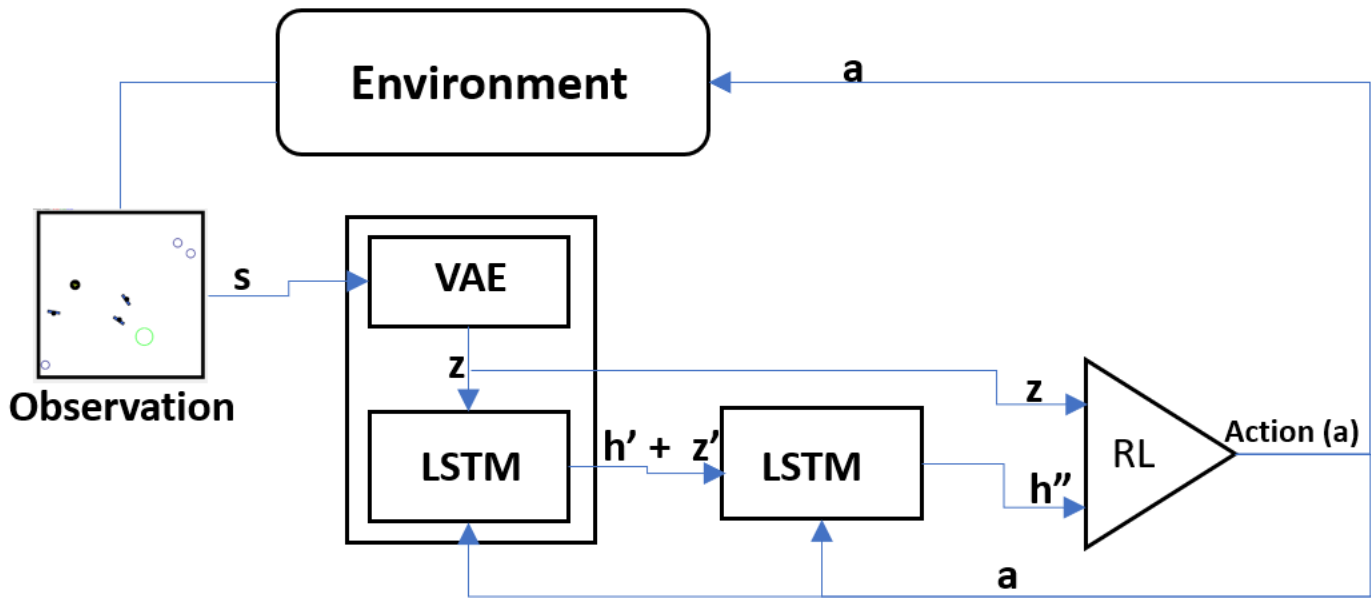 Environment
a
s
VAE
z
z
Observation
LSTM
h’ + z’
LSTM
h”
RL
Action (a)
a